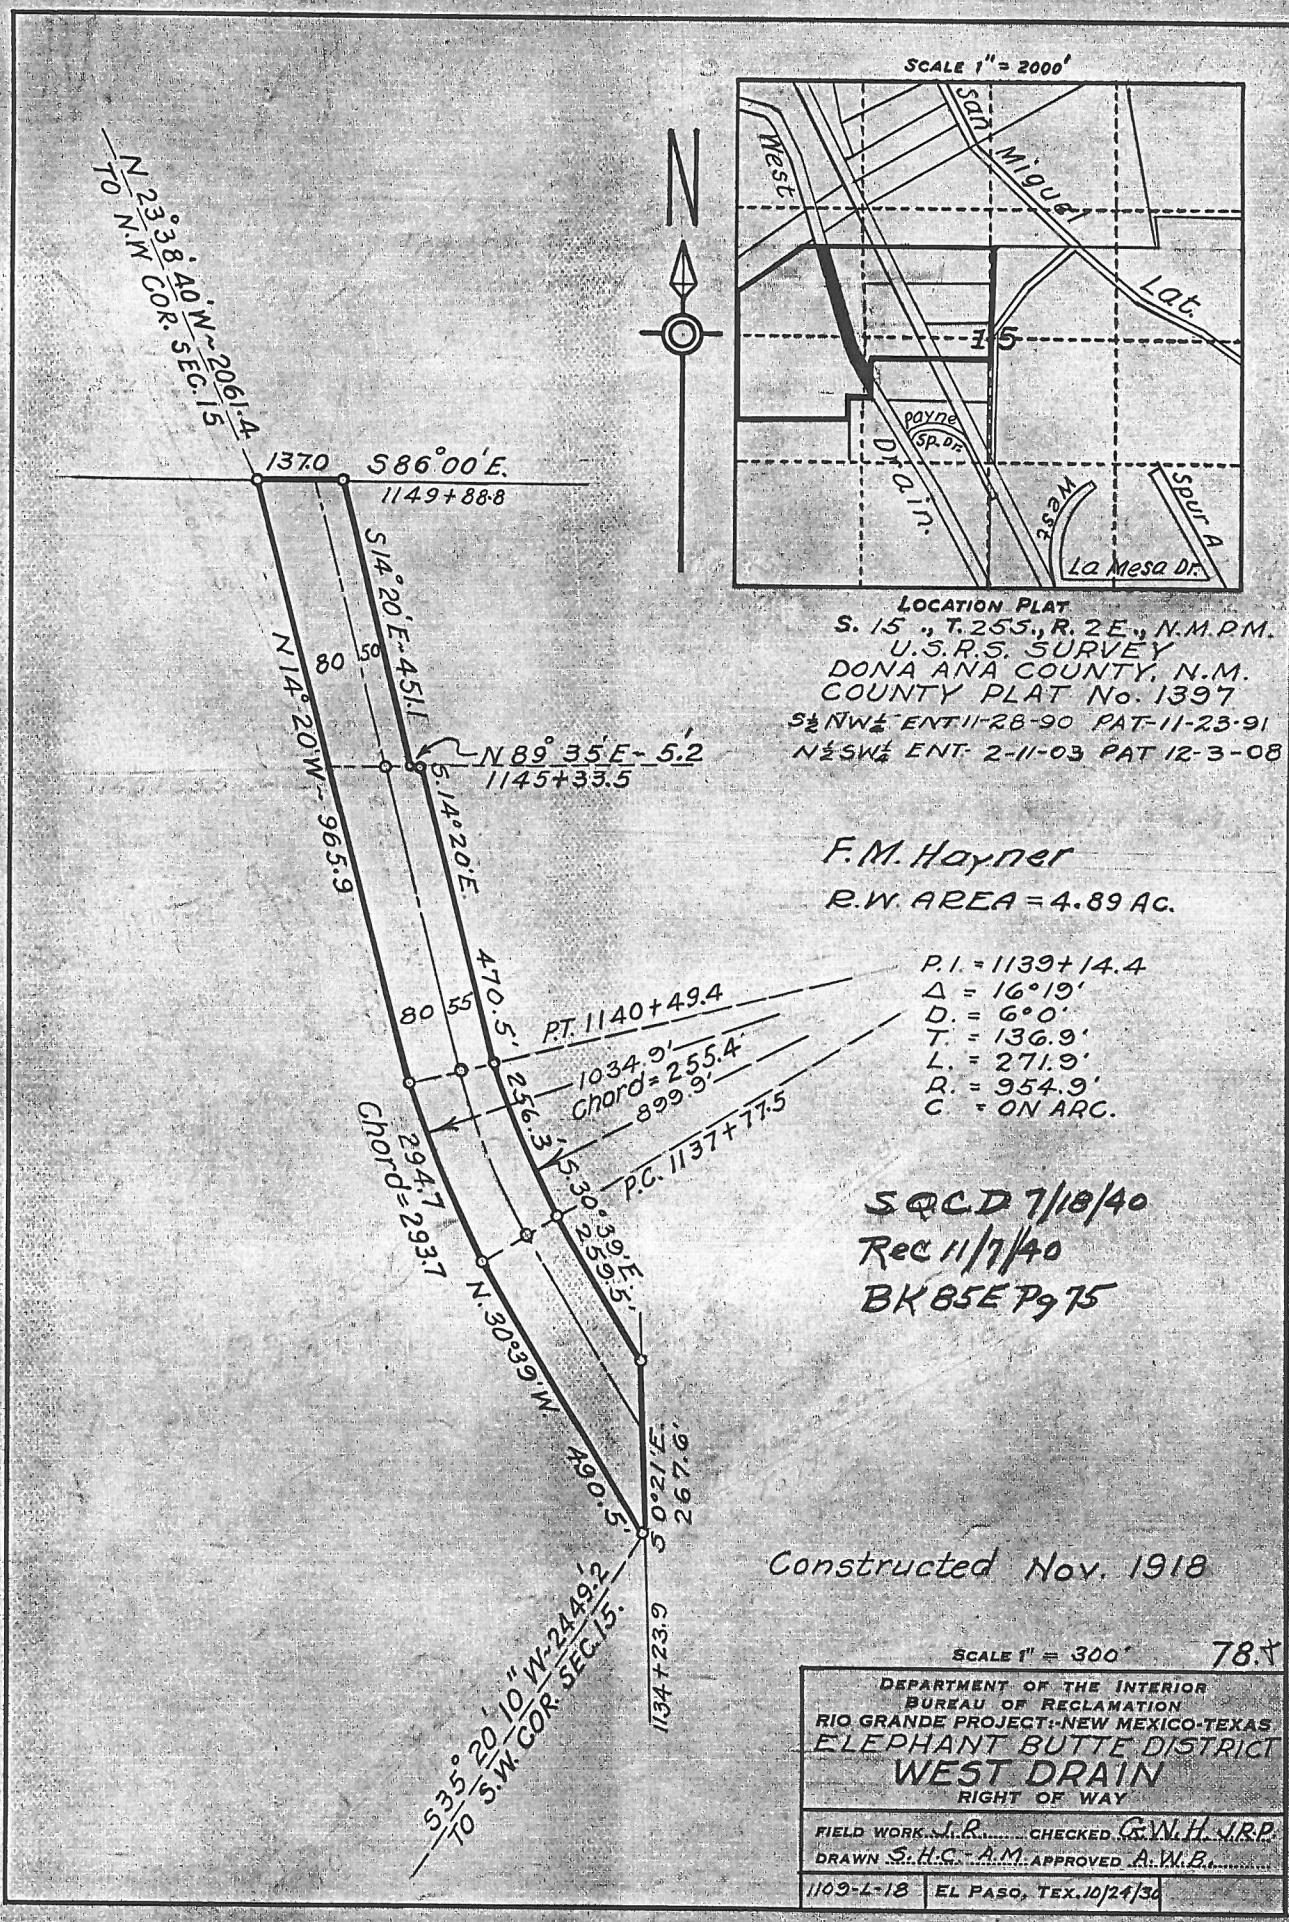 SCALE 1" = 2000'
N
West
San Miguel Lat.
15
Payne
Sp. Dr.
Drain.
West
La Mesa Dr.
Spur A
LOCATION PLAT
S. 15 ., T. 25S., R. 2E., N.M.P.M.
U.S.R.S. SURVEY
DONA ANA COUNTY, N.M.
COUNTY PLAT No. 1397
S½ NW¼ ENT 11-28-90 PAT-11-23-91
N½ SW¼ ENT- 2-11-03 PAT 12-3-08
N 23°38'40"W~2061.4
TO N.W COR. SEC. 15
137.0 S 86°00'E.
1149+88.8
S 14°20'E~451.1
80 50
N 14°20'W~965.9
N 89°35'E~5.2'
1145+33.5
S. 14°20'E.
470.5'
F.M. Hayner
R.W. AREA = 4.89 Ac.
80 55
P.T. 1140+49.4
1034.9'
Chord = 255.4'
899.9'
P.C. 1137+77.5
P.I. = 1139+14.4
Δ = 16°19'
D. = 6°0'
T. = 136.9'
L. = 271.9'
R. = 954.9'
C = ON ARC.
256.3'
294.7
Chord = 293.7
S. 30°39'E.
259.5'
N. 30°39'W.
490.5'
S 0°21'E.
267.6'
1134+23.9
S 35°20'10"W~2449.2'
TO S.W. COR. SEC. 15.
SQCD 7/18/40
Rec 11/7/40
BK 85E Pg 75
Constructed Nov. 1918
SCALE 1" = 300'
DEPARTMENT OF THE INTERIOR
BUREAU OF RECLAMATION
RIO GRANDE PROJECT:-NEW MEXICO-TEXAS
ELEPHANT BUTTE DISTRICT
WEST DRAIN
RIGHT OF WAY
FIELD WORK J.R. CHECKED G.W.H. J.R.P.
DRAWN S.H.C.-A.M. APPROVED A.W.B.
1109-L-18 EL PASO, TEX. 10/24/30